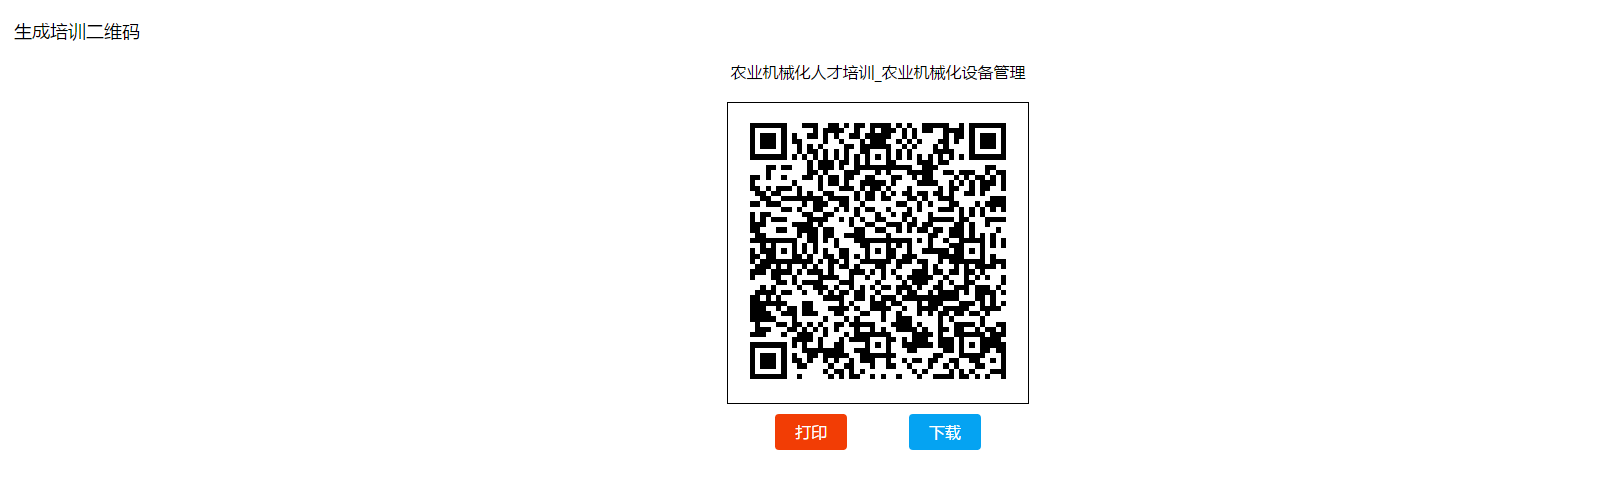 生成培训二维码
农业机械化人才培训_农业机械化设备管理
打印
下载